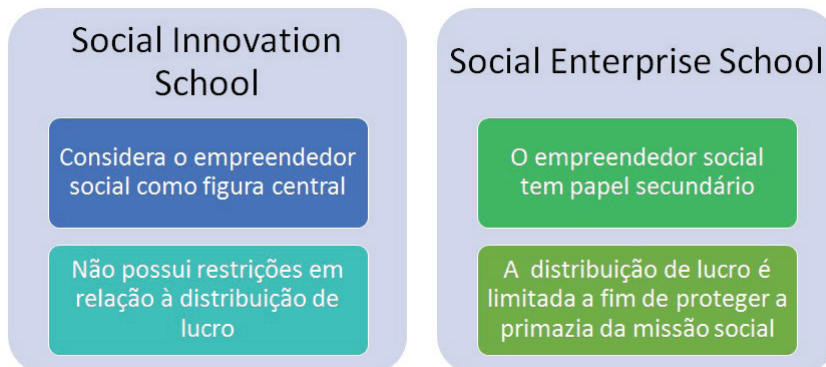 Social Innovation
School
Considera o empreendedor
social como figura central
Não possui restrições em
relação à distribuição de
lucro
Social Enterprise School
O empreendedor social
tem papel secundário
A distribuição de lucro é
limitada a fim de proteger a
primazia da missão social